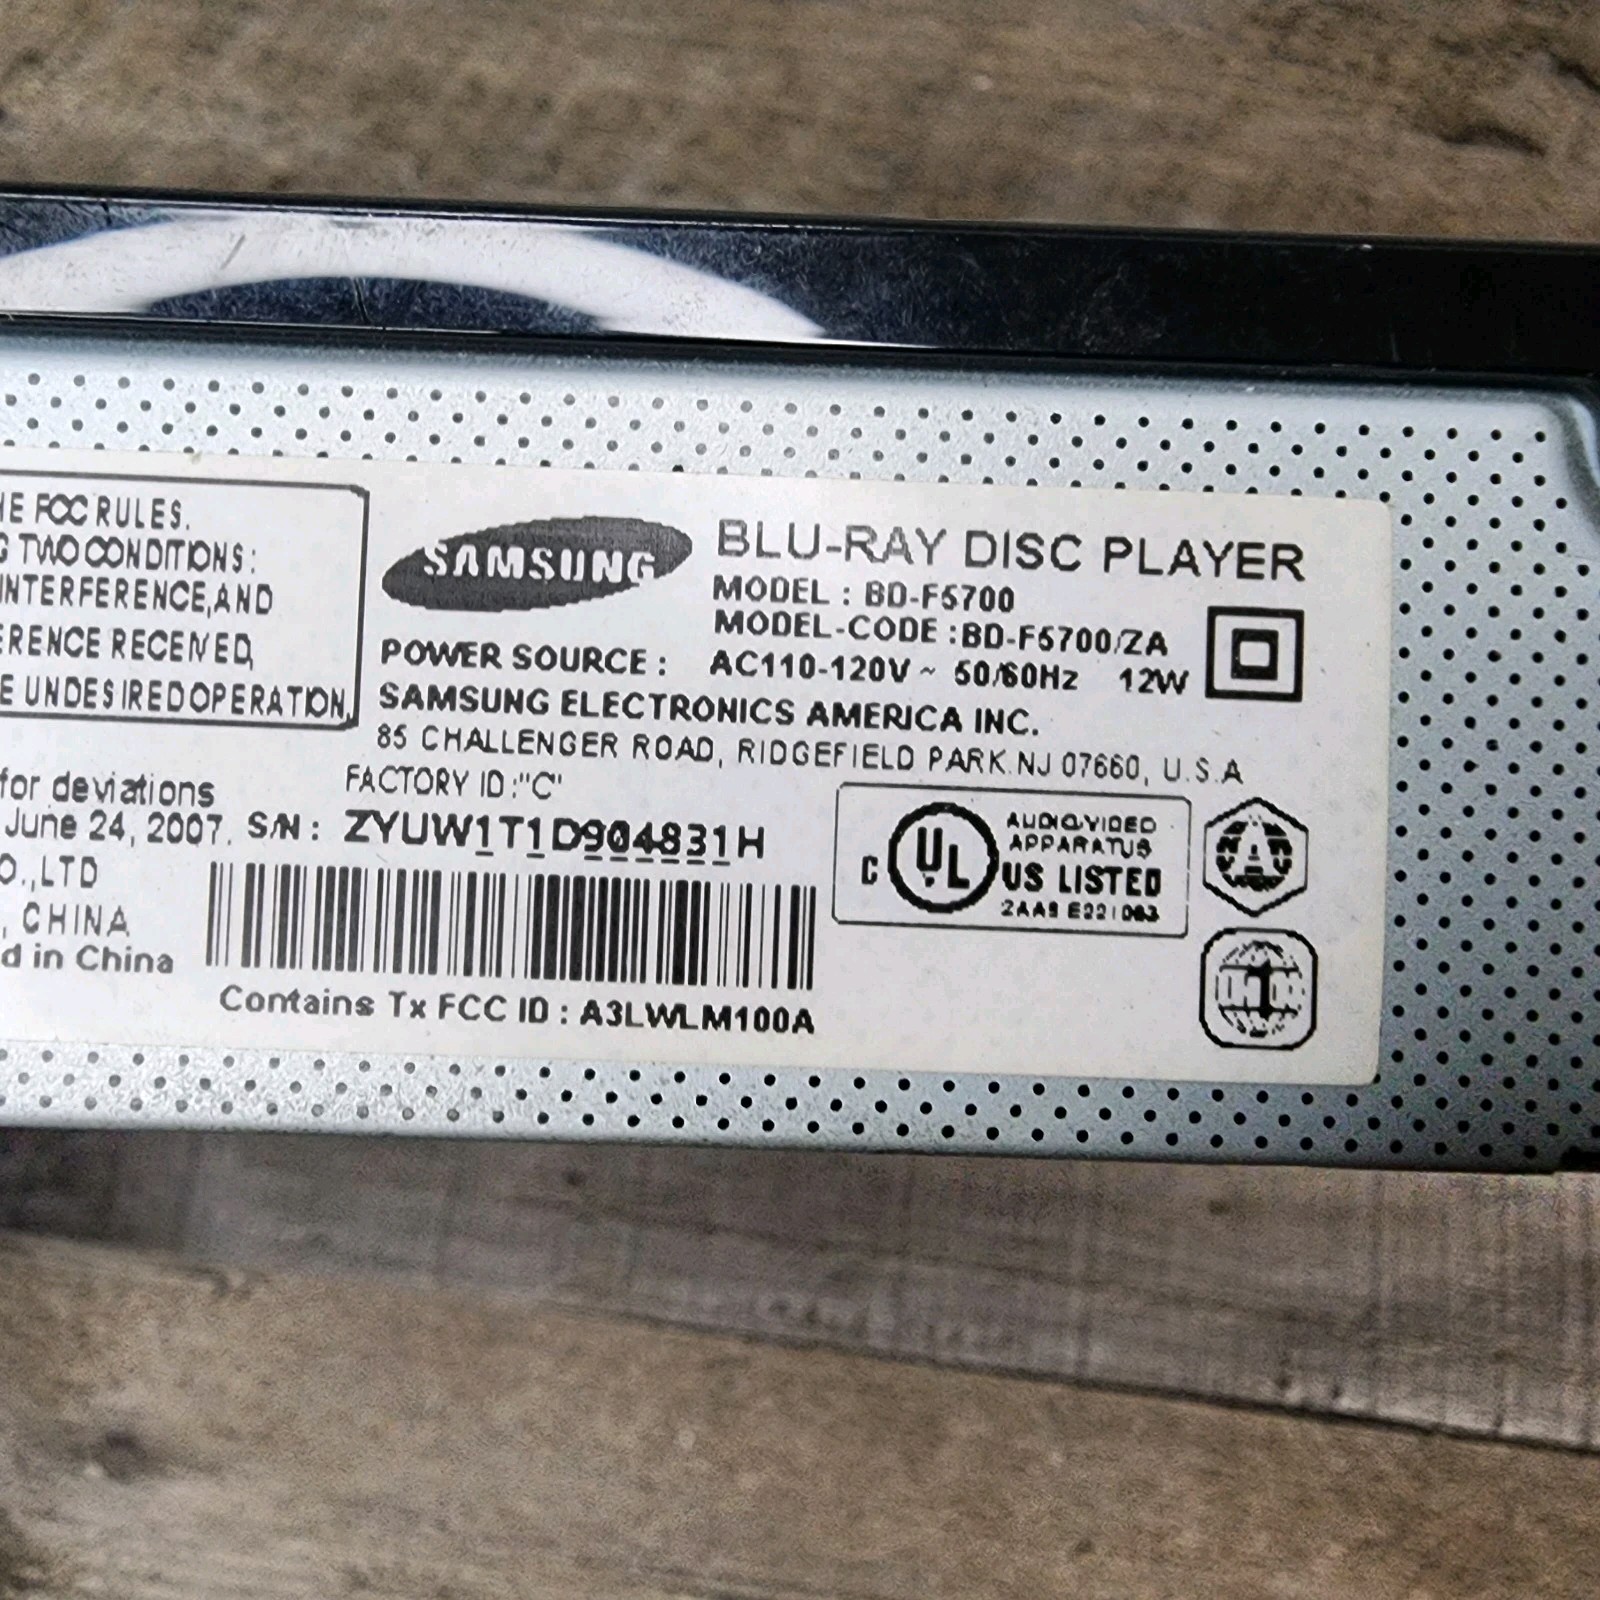 HE FCC RULES.
G TWO CONDITIONS:
INTERFERENCE, AND
ERENCE RECEIVED,
E UNDESIRED OPERATION.
SAMSUNG
BLU-RAY DISC PLAYER
MODEL : BD-F5700
MODEL-CODE : BD-F5700/ZA
POWER SOURCE : AC110-120V ~ 50/60Hz 12W
SAMSUNG ELECTRONICS AMERICA INC.
85 CHALLENGER ROAD, RIDGEFIELD PARK. NJ 07660, U.S.A
FACTORY ID :"C"
for deviations
June 24, 2007.
O.,LTD
, CHINA
d in China
S/N : ZYUW1T1D904831H
Contains Tx FCC ID : A3LWLM100A
C UL US LISTED
AUDIO/VIDEO
APPARATUS
2AA9 E221063